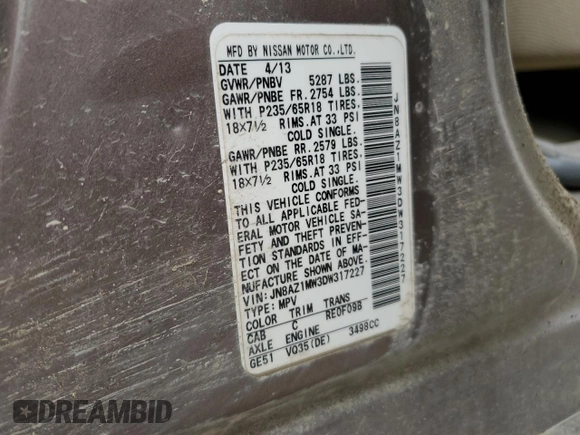 MFD BY NISSAN MOTOR CO.,LTD.
DATE 4/13
GVWR/PNBV 5287 LBS.
GAWR/PNBE FR. 2754 LBS.
WITH P235/65R18 TIRES.
18X7½ RIMS.AT 33 PSI
COLD SINGLE.
GAWR/PNBE RR. 2579 LBS.
WITH P235/65R18 TIRES.
18X7½ RIMS.AT 33 PSI
COLD SINGLE.
THIS VEHICLE CONFORMS
TO ALL APPLICABLE FED-
ERAL MOTOR VEHICLE SA-
FETY AND THEFT PREVEN-
TION STANDARDS IN EFF-
ECT ON THE DATE OF MA-
NUFACTURE SHOWN ABOVE.
VIN: JN8AZ1MW3DW317227
TYPE: MPV
COLOR TRIM TRANS
CAB C RE0F09B
AXLE ENGINE
GE51 VQ35(DE) 3498CC
JN8AZ1MW3DW317227
DREAMBID